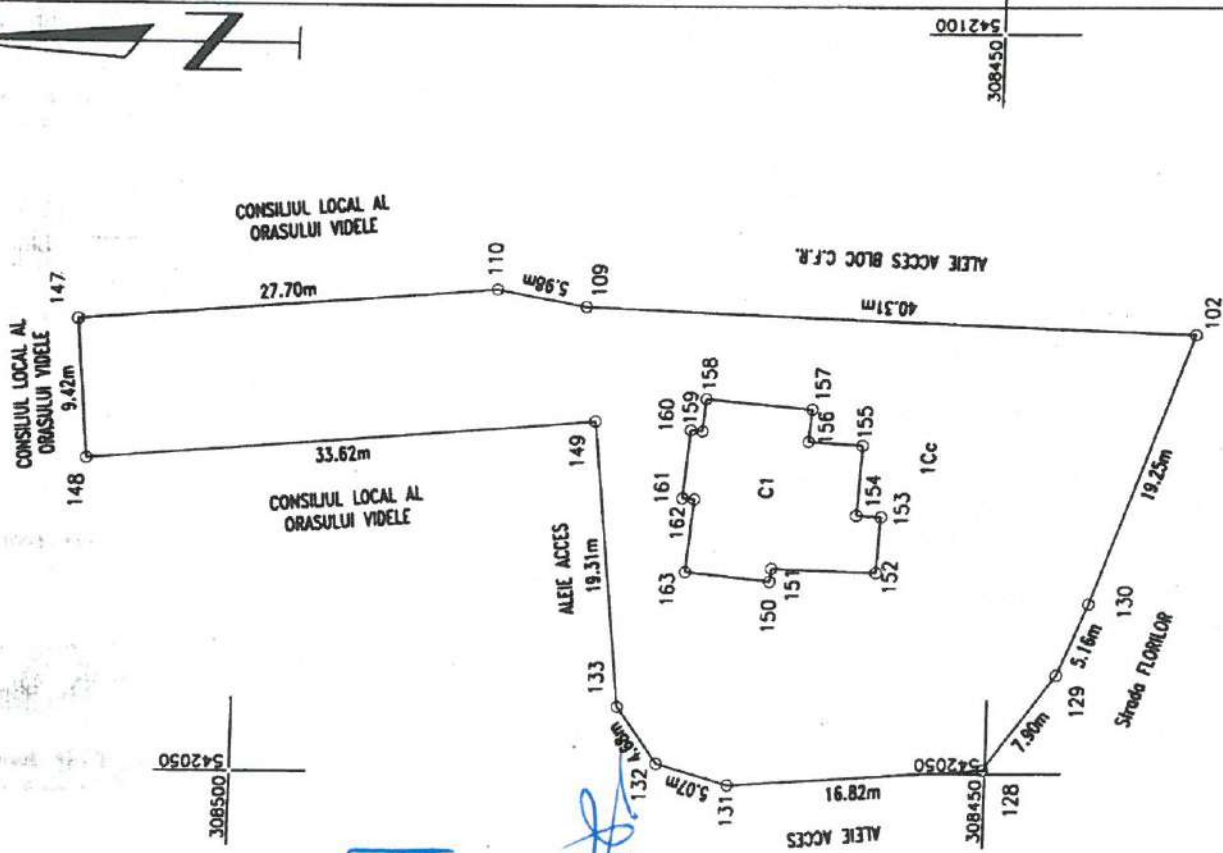 N
542100
308450
CONSILIUL LOCAL AL
ORASULUI VIDELE
147
CONSILIUL LOCAL AL
ORASULUI VIDELE
9.42m
27.70m
110
5.98m
109
148
33.62m
149
CONSILIUL LOCAL AL
ORASULUI VIDELE
ALEIE ACCES BLOC C.F.R.
40.31m
102
ALEIE ACCES
19.31m
133
160
159
158
161
162
157
156
155
C1
154
153
1Cc
163
150
151
152
19.25m
130
5.16m
129
Strada FLORILOR
7.90m
4.68m
132
5.07m
131
16.82m
128
ALEIE ACCES
542050
308500
542050
308450